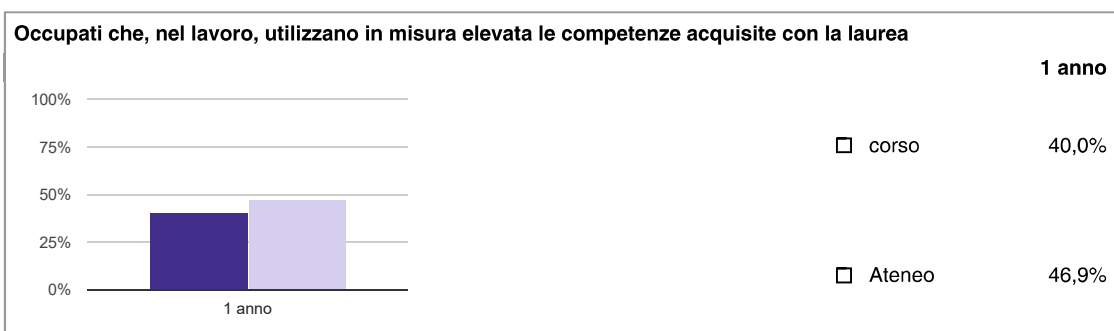 Occupati che, nel lavoro, utilizzano in misura elevata le competenze acquisite con la laurea
1 anno
100%
75%
50%
25%
0%
1 anno
corso 40,0%
Ateneo 46,9%